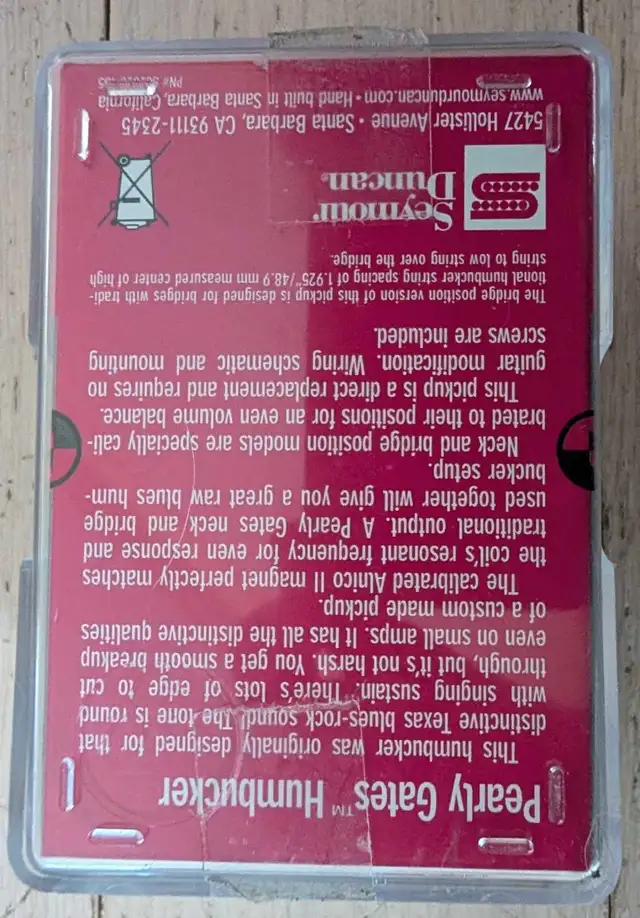 Pearly Gates™ Humbucker
This humbucker was originally designed for that
distinctive Texas blues-rock sound! The tone is round
with singing sustain. There's lots of edge to cut
through, but it's not harsh. You get a smooth breakup
even on small amps. It has all the distinctive qualities
of a custom made pickup.
The calibrated Alnico II magnet perfectly matches
the coil's resonant frequency for even response and
traditional output. A Pearly Gates neck and bridge
used together will give you a great raw blues hum-
bucker setup.
Neck and bridge position models are specially cali-
brated to their positions for an even volume balance.
This pickup is a direct replacement and requires no
guitar modification. Wiring schematic and mounting
screws are included.
The bridge position version of this pickup is designed for bridges with tradi-
tional humbucker string spacing of 1.925"/48.9 mm measured center of high
string to low string over the bridge.
Seymour
Duncan®
5427 Hollister Avenue • Santa Barbara, CA 93111-2345
www.seymourduncan.com • Hand built in Santa Barbara, California
PN#